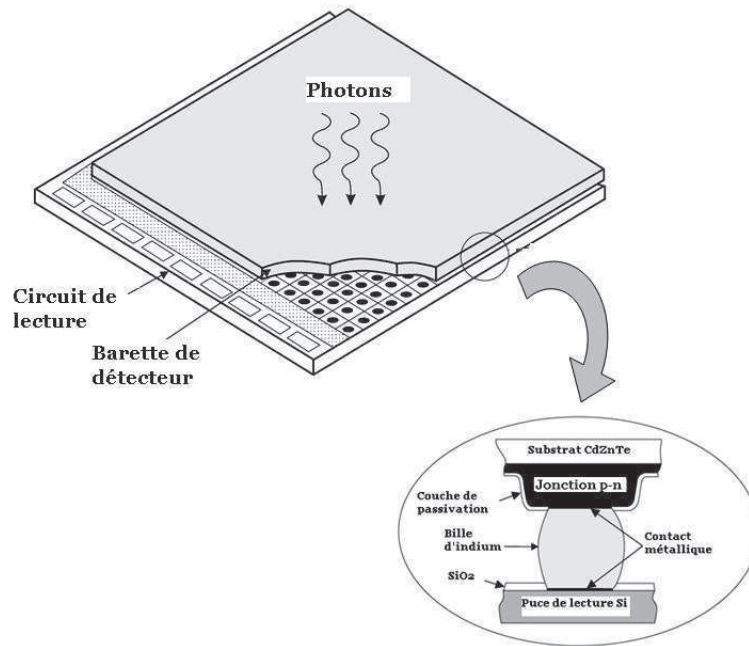 Photons
Circuit de
lecture
Barette de
détecteur
Substrat CdZnTe
Jonction p-n
Couche de
passivation
Bille
d'indium
Contact
métallique
SiO2
Puce de lecture Si